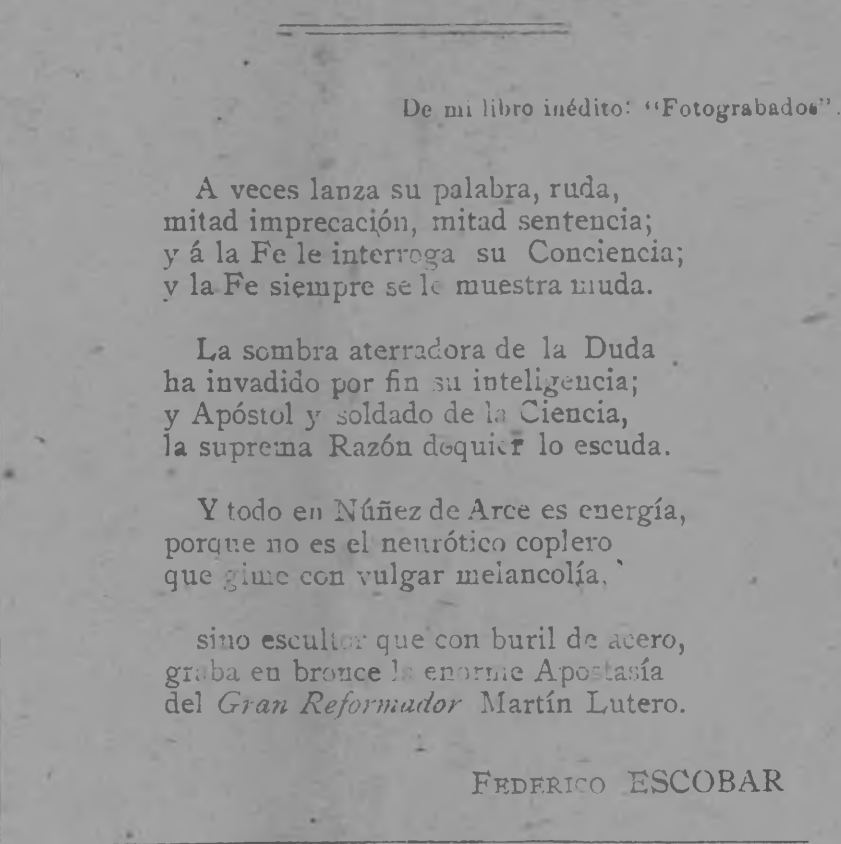 De mi libro inédito: “Fotograbados”.
A veces lanza su palabra, ruda,
mitad imprecación, mitad sentencia;
y á la Fe le interroga su Conciencia;
y la Fe siempre se le muestra muda.
La sombra aterradora de la Duda
ha invadido por fin su inteligencia;
y Apóstol y soldado de la Ciencia,
la suprema Razón doquier lo escuda.
Y todo en Núñez de Arce es energía,
porque no es el neurótico coplero
que gime con vulgar melancolía,
sino escultor que con buril de acero,
graba en bronce la enorme Apostasía
del Gran Reformador Martín Lutero.
FEDERICO ESCOBAR